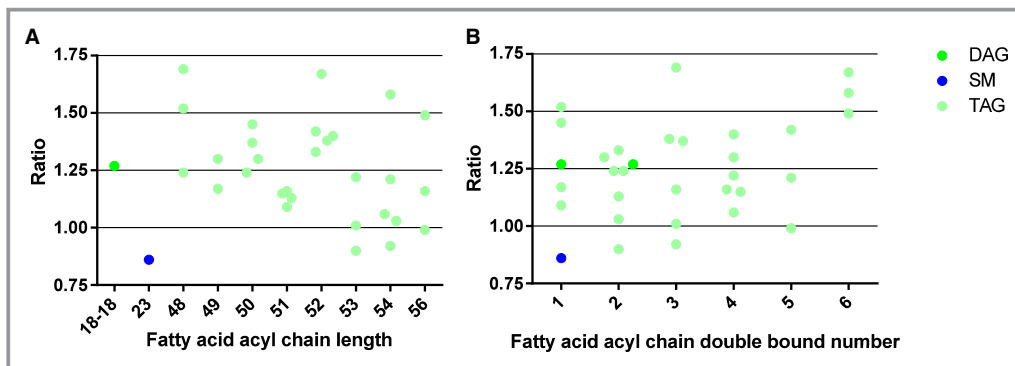 A
Ratio
1.75
1.50
1.25
1.00
0.75
18-18
23
48
49
50
51
52
53
54
56
Fatty acid acyl chain length
B
Ratio
1.75
1.50
1.25
1.00
0.75
1
2
3
4
5
6
Fatty acid acyl chain double bound number
DAG
SM
TAG